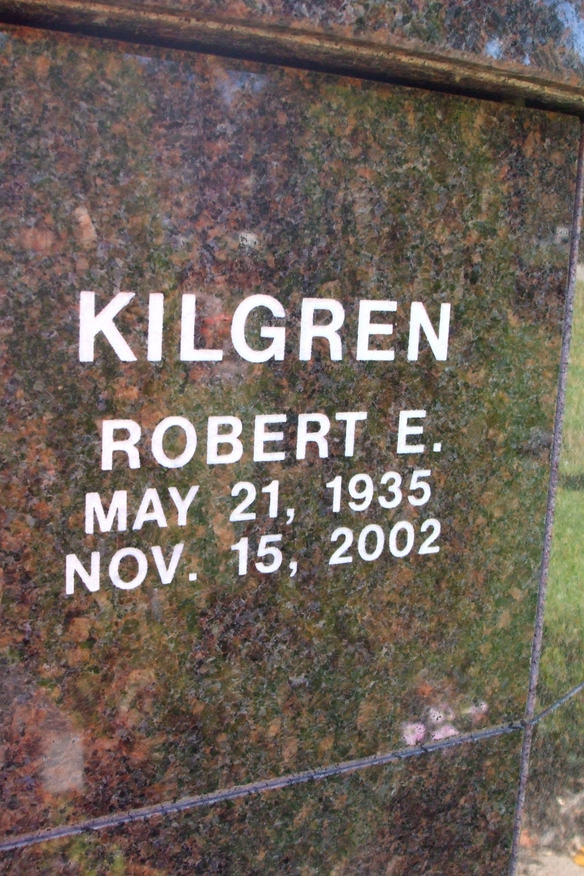 KILGREN
ROBERT E.
MAY 21, 1935
NOV. 15, 2002